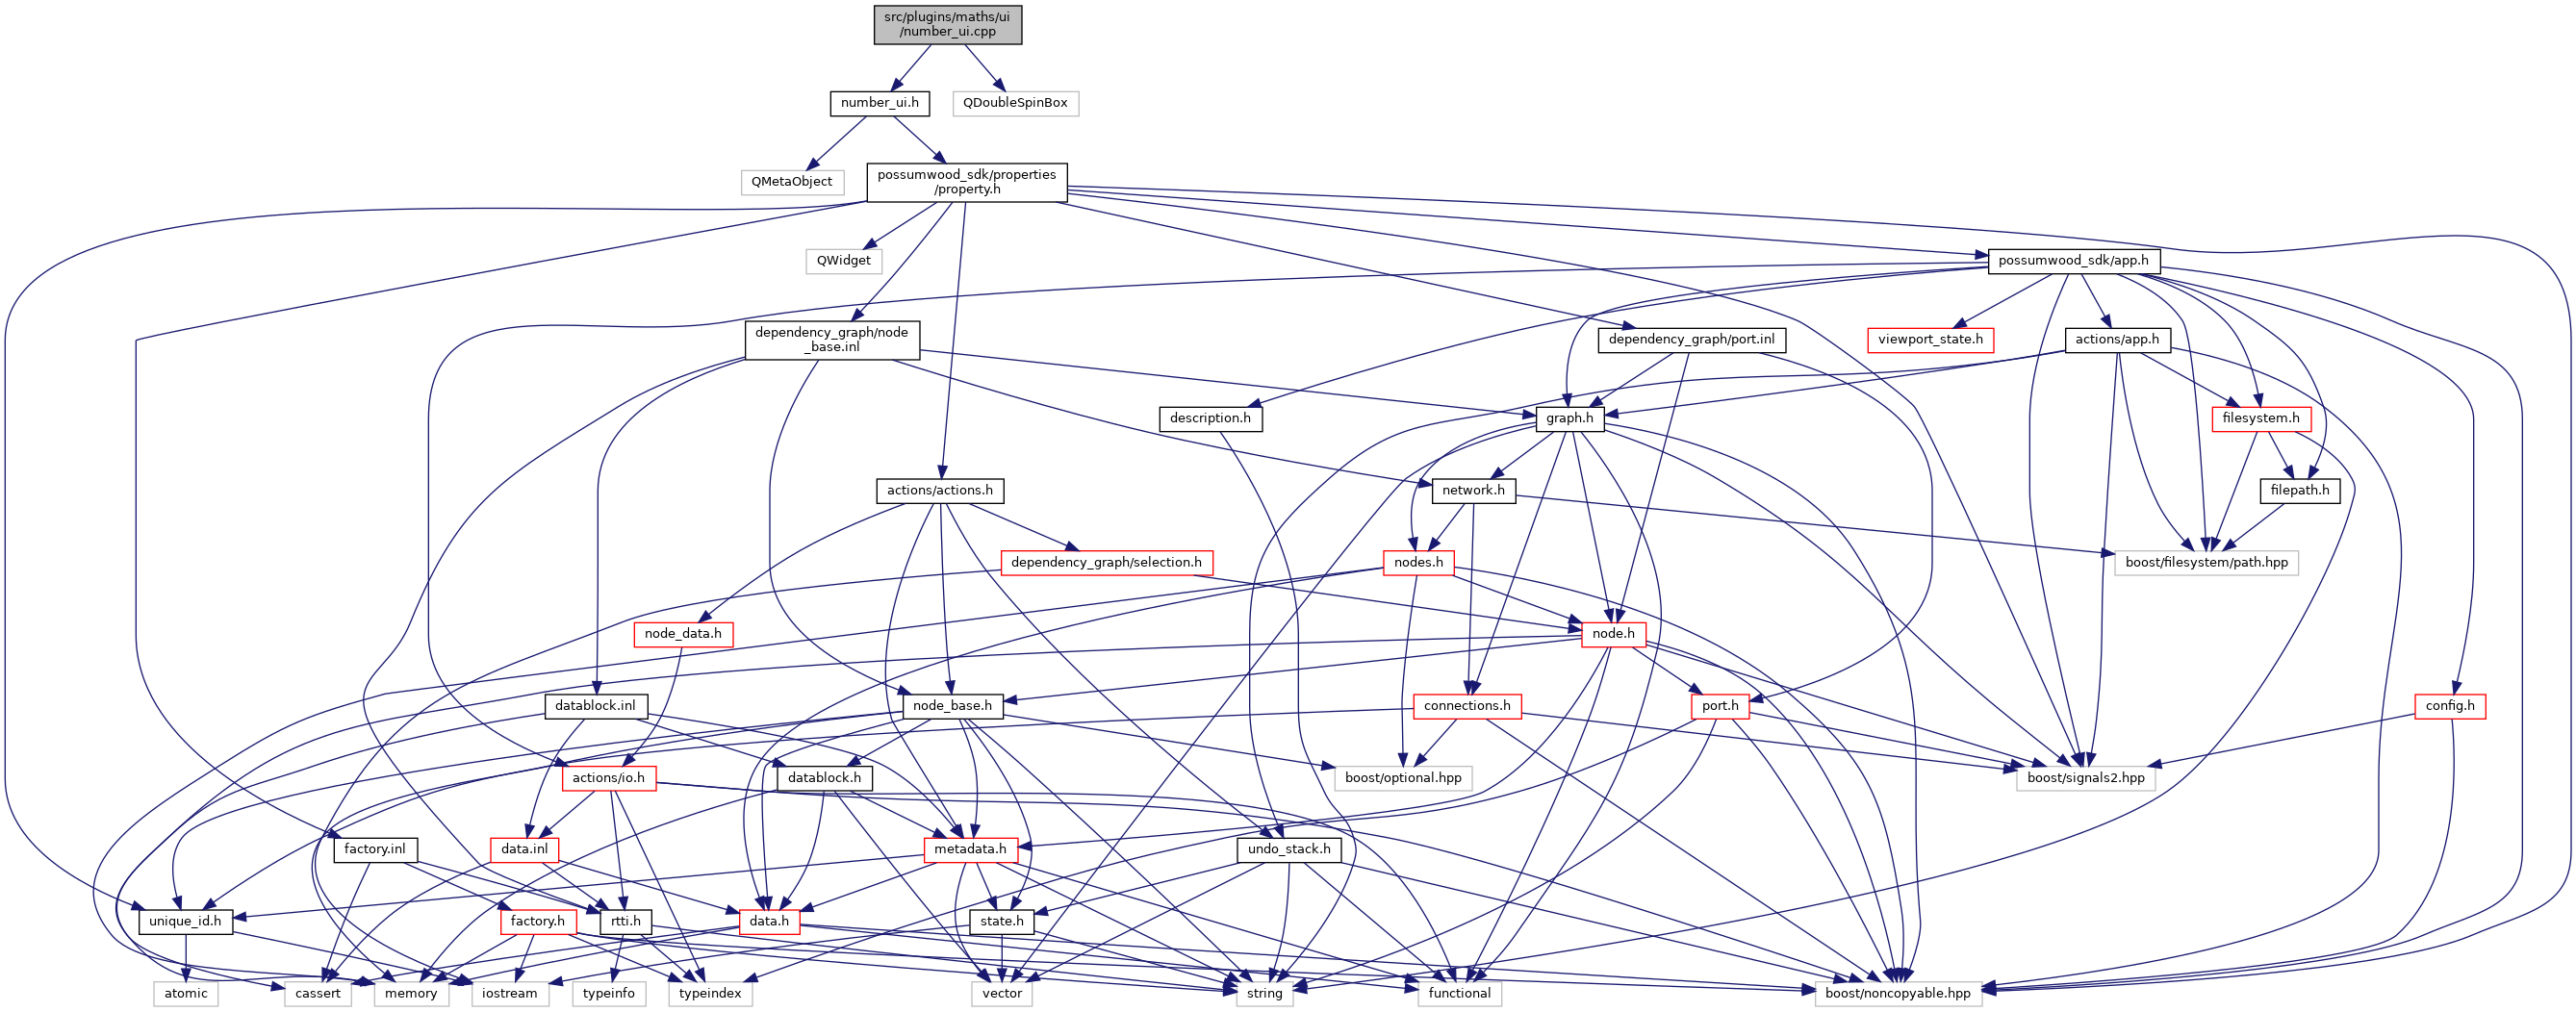 src/plugins/maths/ui
/number_ui.cpp
number_ui.h
QDoubleSpinBox
QMetaObject
possumwood_sdk/properties
/property.h
QWidget
possumwood_sdk/app.h
dependency_graph/node
_base.inl
dependency_graph/port.inl
viewport_state.h
actions/app.h
description.h
graph.h
filesystem.h
actions/actions.h
network.h
filepath.h
dependency_graph/selection.h
nodes.h
boost/filesystem/path.hpp
node_data.h
node.h
datablock.inl
node_base.h
connections.h
port.h
config.h
actions/io.h
datablock.h
boost/optional.hpp
boost/signals2.hpp
factory.inl
data.inl
metadata.h
undo_stack.h
unique_id.h
factory.h
rtti.h
data.h
state.h
atomic
cassert
memory
iostream
typeinfo
typeindex
vector
string
functional
boost/noncopyable.hpp